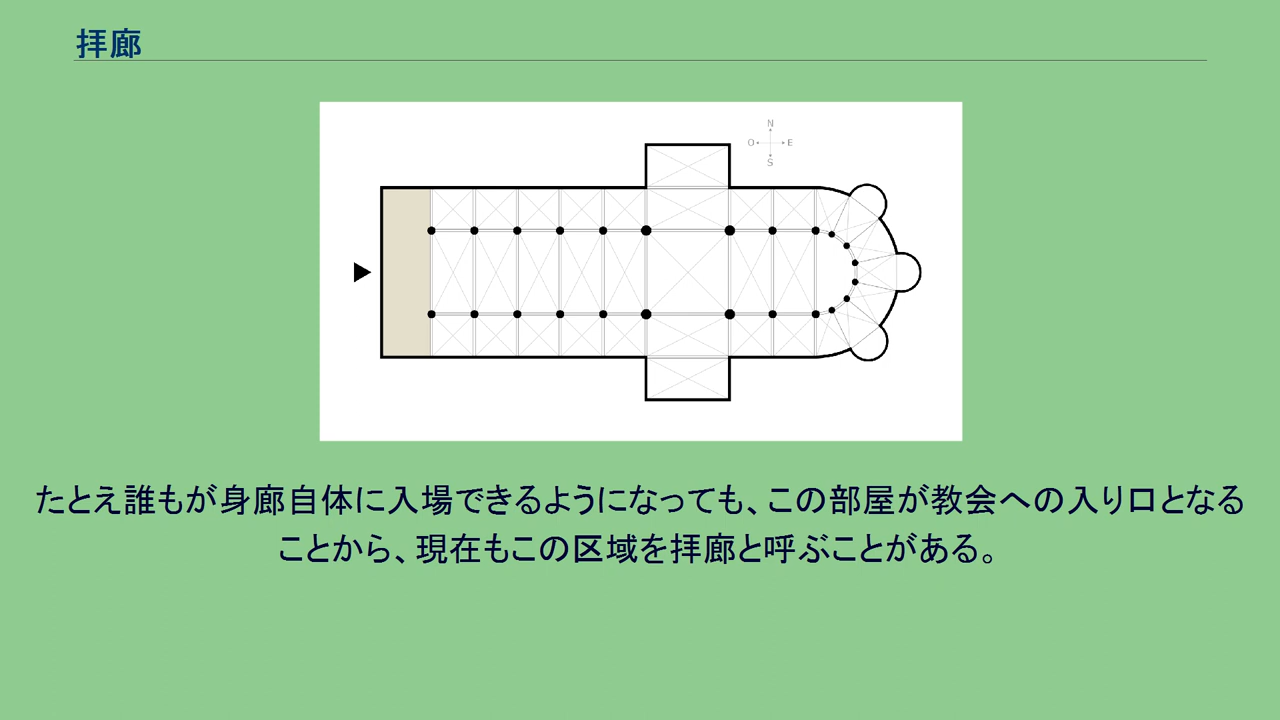 拝廊
N
O E
S
たとえ誰もが身廊自体に入場できるようになっても、この部屋が教会への入り口となる
ことから、現在もこの区域を拝廊と呼ぶことがある。